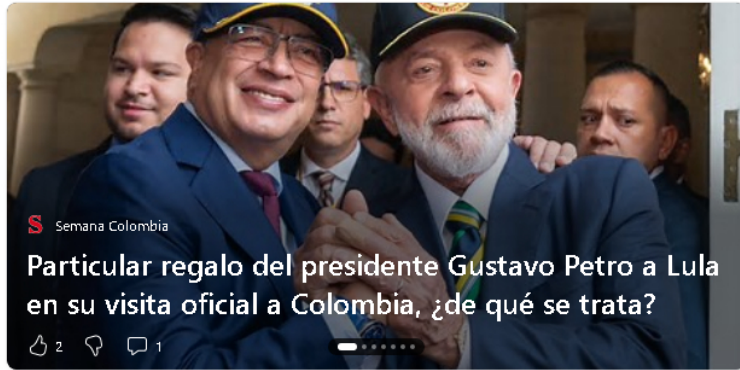 S Semana Colombia
Particular regalo del presidente Gustavo Petro a Lula
en su visita oficial a Colombia, ¿de qué se trata?
2 1